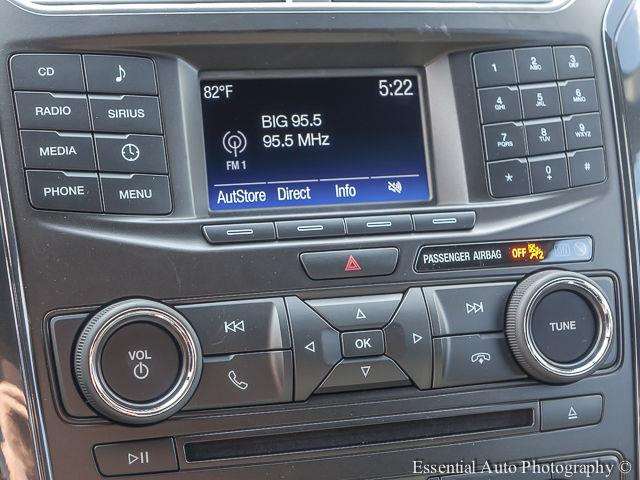 CD
RADIO
SIRIUS
MEDIA
PHONE
MENU
82°F
5:22
BIG 95.5
95.5 MHz
FM 1
AutStore Direct Info
1
2 ABC
3 DEF
4 GHI
5 JKL
6 MNO
7 PQRS
8 TUV
9 WXYZ
*
0
#
PASSENGER AIRBAG OFF 2
VOL
OK
TUNE
Essential Auto Photography ©